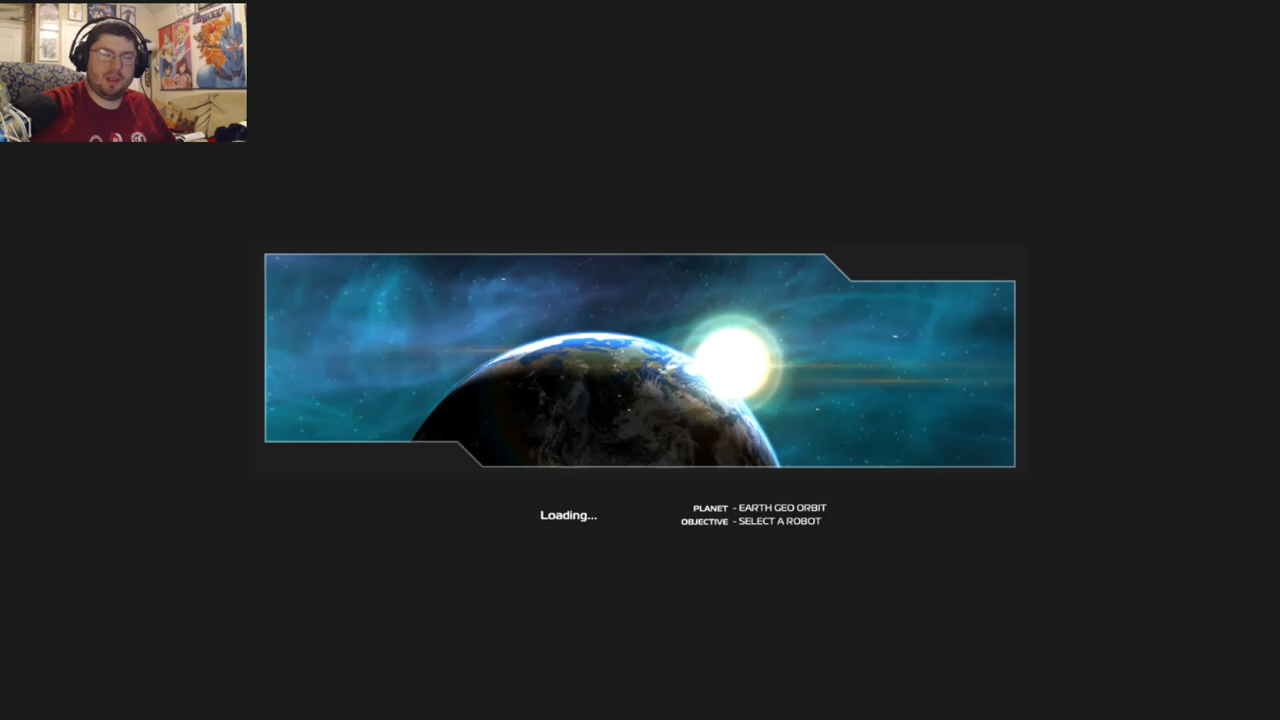 Loading...
PLANET - EARTH GEO ORBIT
OBJECTIVE - SELECT A ROBOT